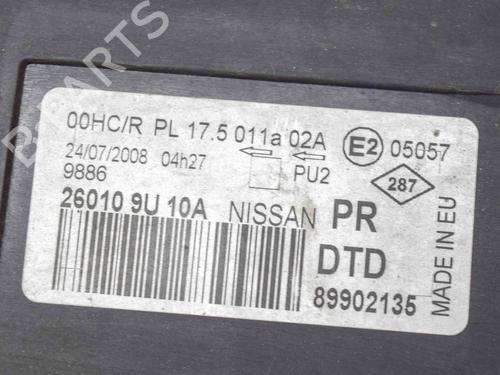 B-PARTS
00HC/R PL 17.5 011a 02A E2 05057
24/07/2008 04h27
PU2
287
9886
26010 9U 10A NISSAN PR
DTD
89902135
MADE IN EU